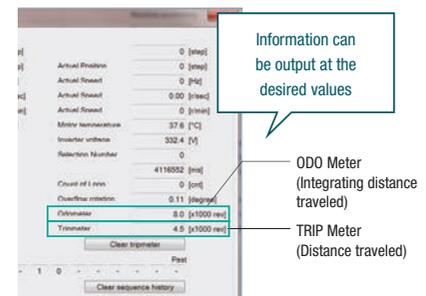 Information can
be output at the
desired values
0 [step]
Actual Position 0 [step]
Actual Speed 0 [Hz]
Actual Speed 0.00 [r/sec]
Actual Speed 0 [r/min]
Motor temperature 37.6 [°C]
Inverter voltage 332.4 [V]
Selection Number 0
4116552 [ms]
Count of Loop 0 [cnt]
Overflow rotation 0.11 [degree]
Odometer 8.0 [x1000 rev]
Tripmeter 4.5 [x1000 rev]
Clear tripmeter
Past
- 1 0 - - - - - -
Clear sequence history
ODO Meter
(Integrating distance
traveled)
TRIP Meter
(Distance traveled)